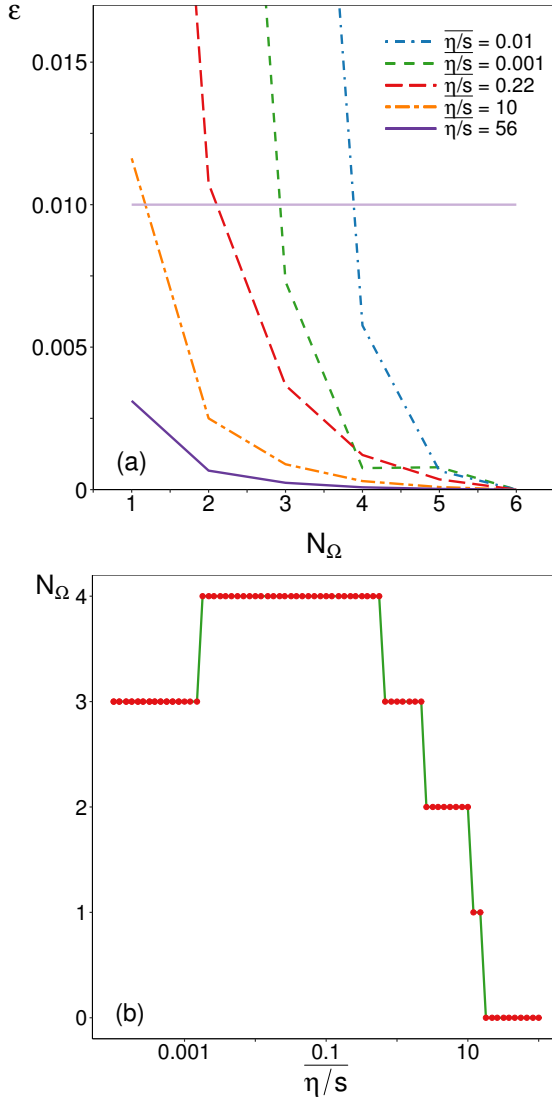 ε
0.015
0.010
0.005
0
η/s = 0.01
η/s = 0.001
η/s = 0.22
η/s = 10
η/s = 56
(a)
1 2 3 4 5 6
N_Ω
N_Ω
4
3
2
1
0
(b)
0.001 0.1 10
η/s